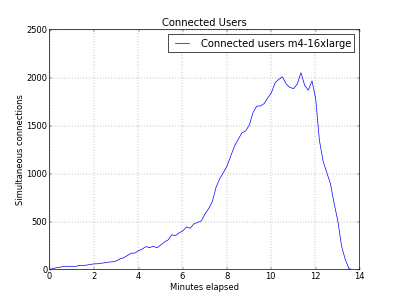 Connected Users
Connected users m4-16xlarge
2500
2000
1500
1000
500
0
Simultaneous connections
0 2 4 6 8 10 12 14
Minutes elapsed